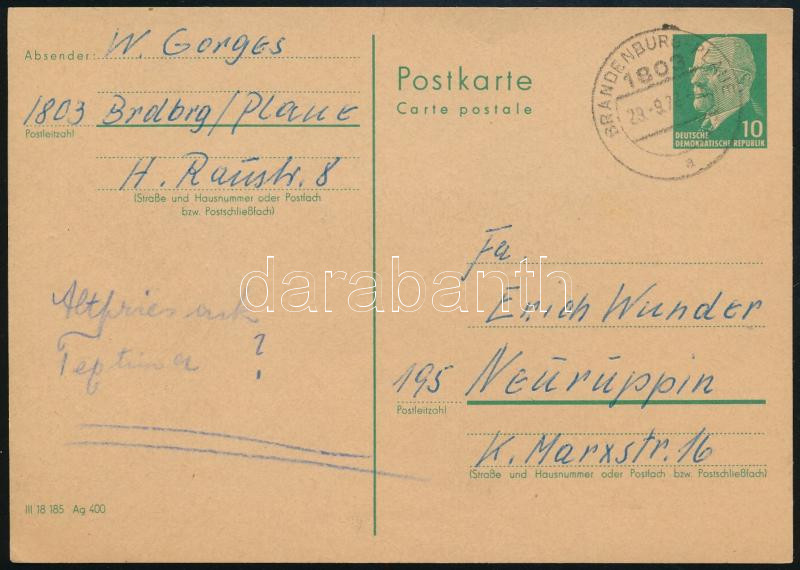 Absender: W. Gorges
1803 Brdbrg/Plaue
Postleitzahl
H. Raustr. 8
(Straße und Hausnummer oder Postfach
bzw. Postschließfach)
Postkarte
Carte postale
BRANDENBURG-PLAUE
1803
a
10
DEUTSCHE
DEMOKRATISCHE REPUBLIK
darabanth
Fa.
Erich Wunder
195 Neuruppin
Postleitzahl
K. Marxstr. 16
(Straße und Hausnummer oder Postfach bzw. Postschließfach)
Altfriesack
?
III 18 185 Ag 400